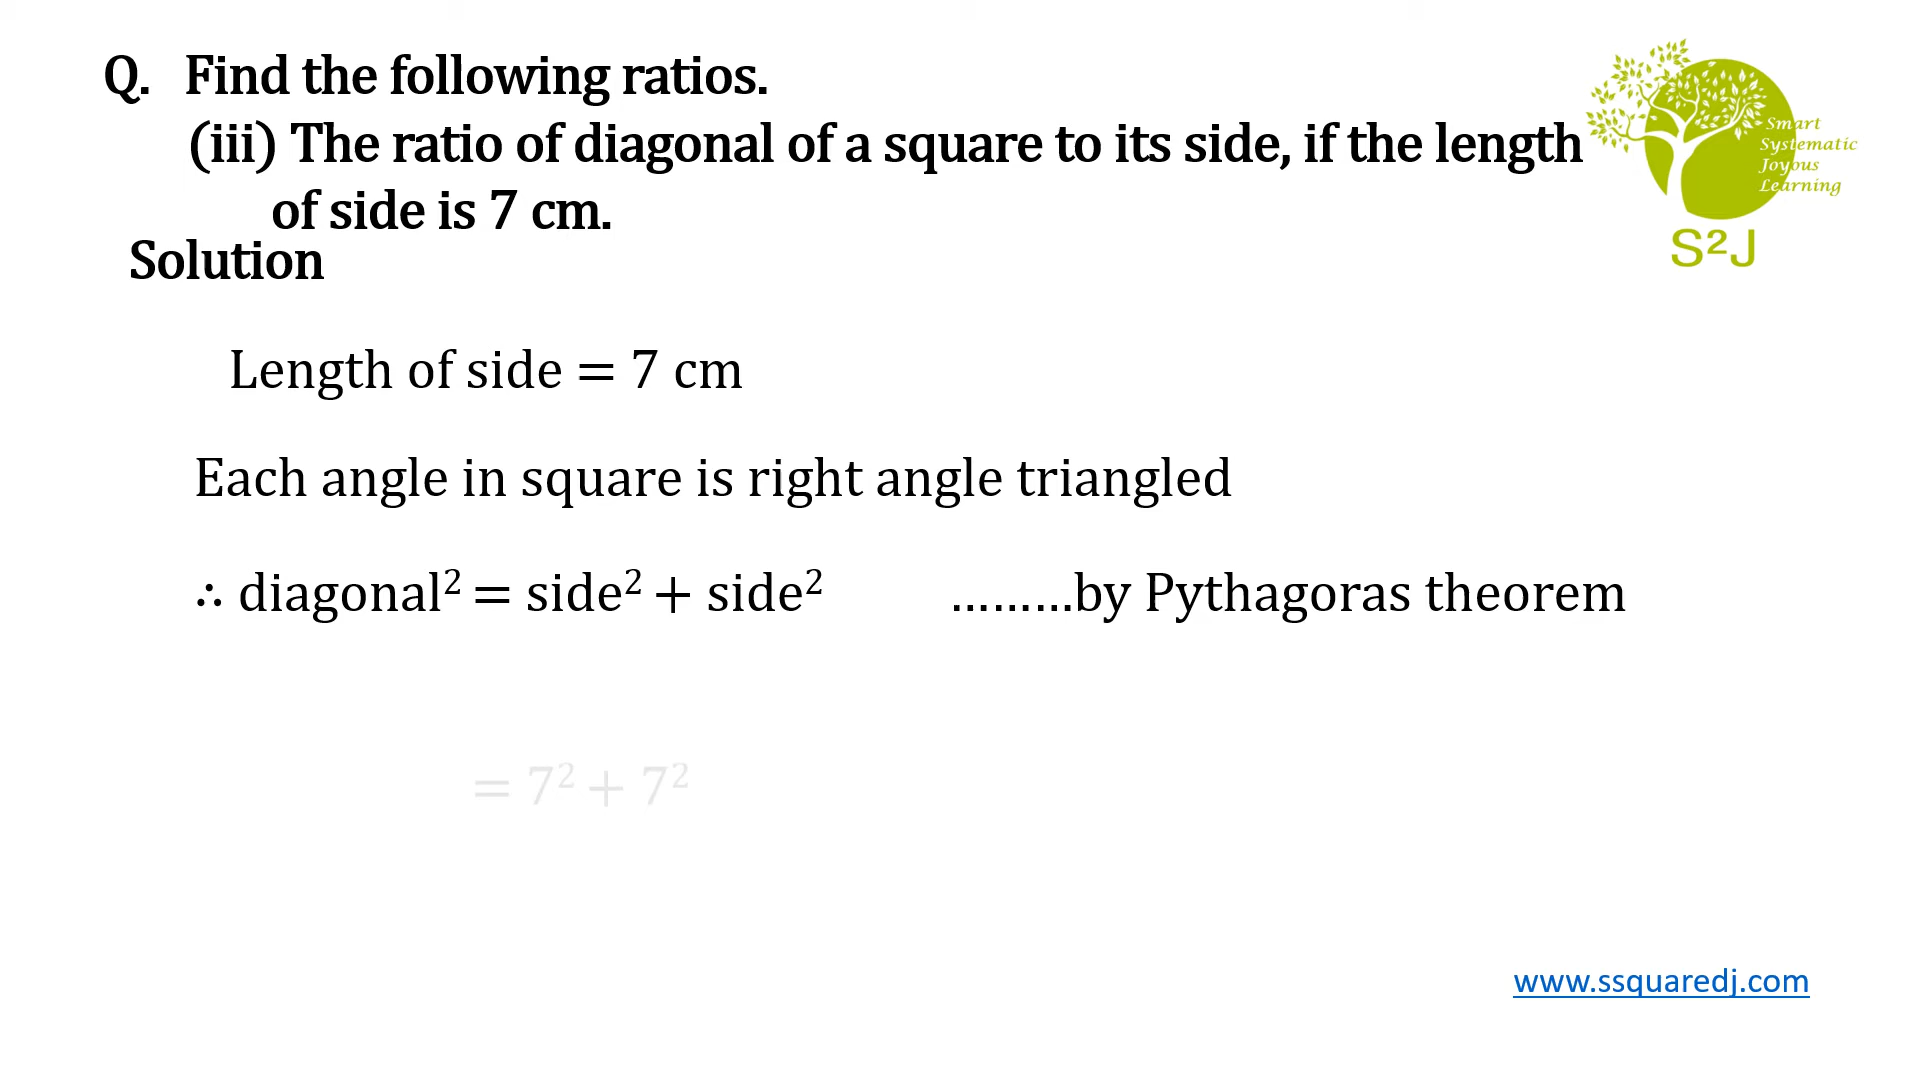 Q. Find the following ratios.
(iii) The ratio of diagonal of a square to its side, if the length
of side is 7 cm.
Smart
Systematic
Joyous
Learning
S²J
Solution
Length of side = 7 cm
Each angle in square is right angle triangled
∴ diagonal² = side² + side² ………by Pythagoras theorem
= 7² + 7²
www.ssquaredj.com